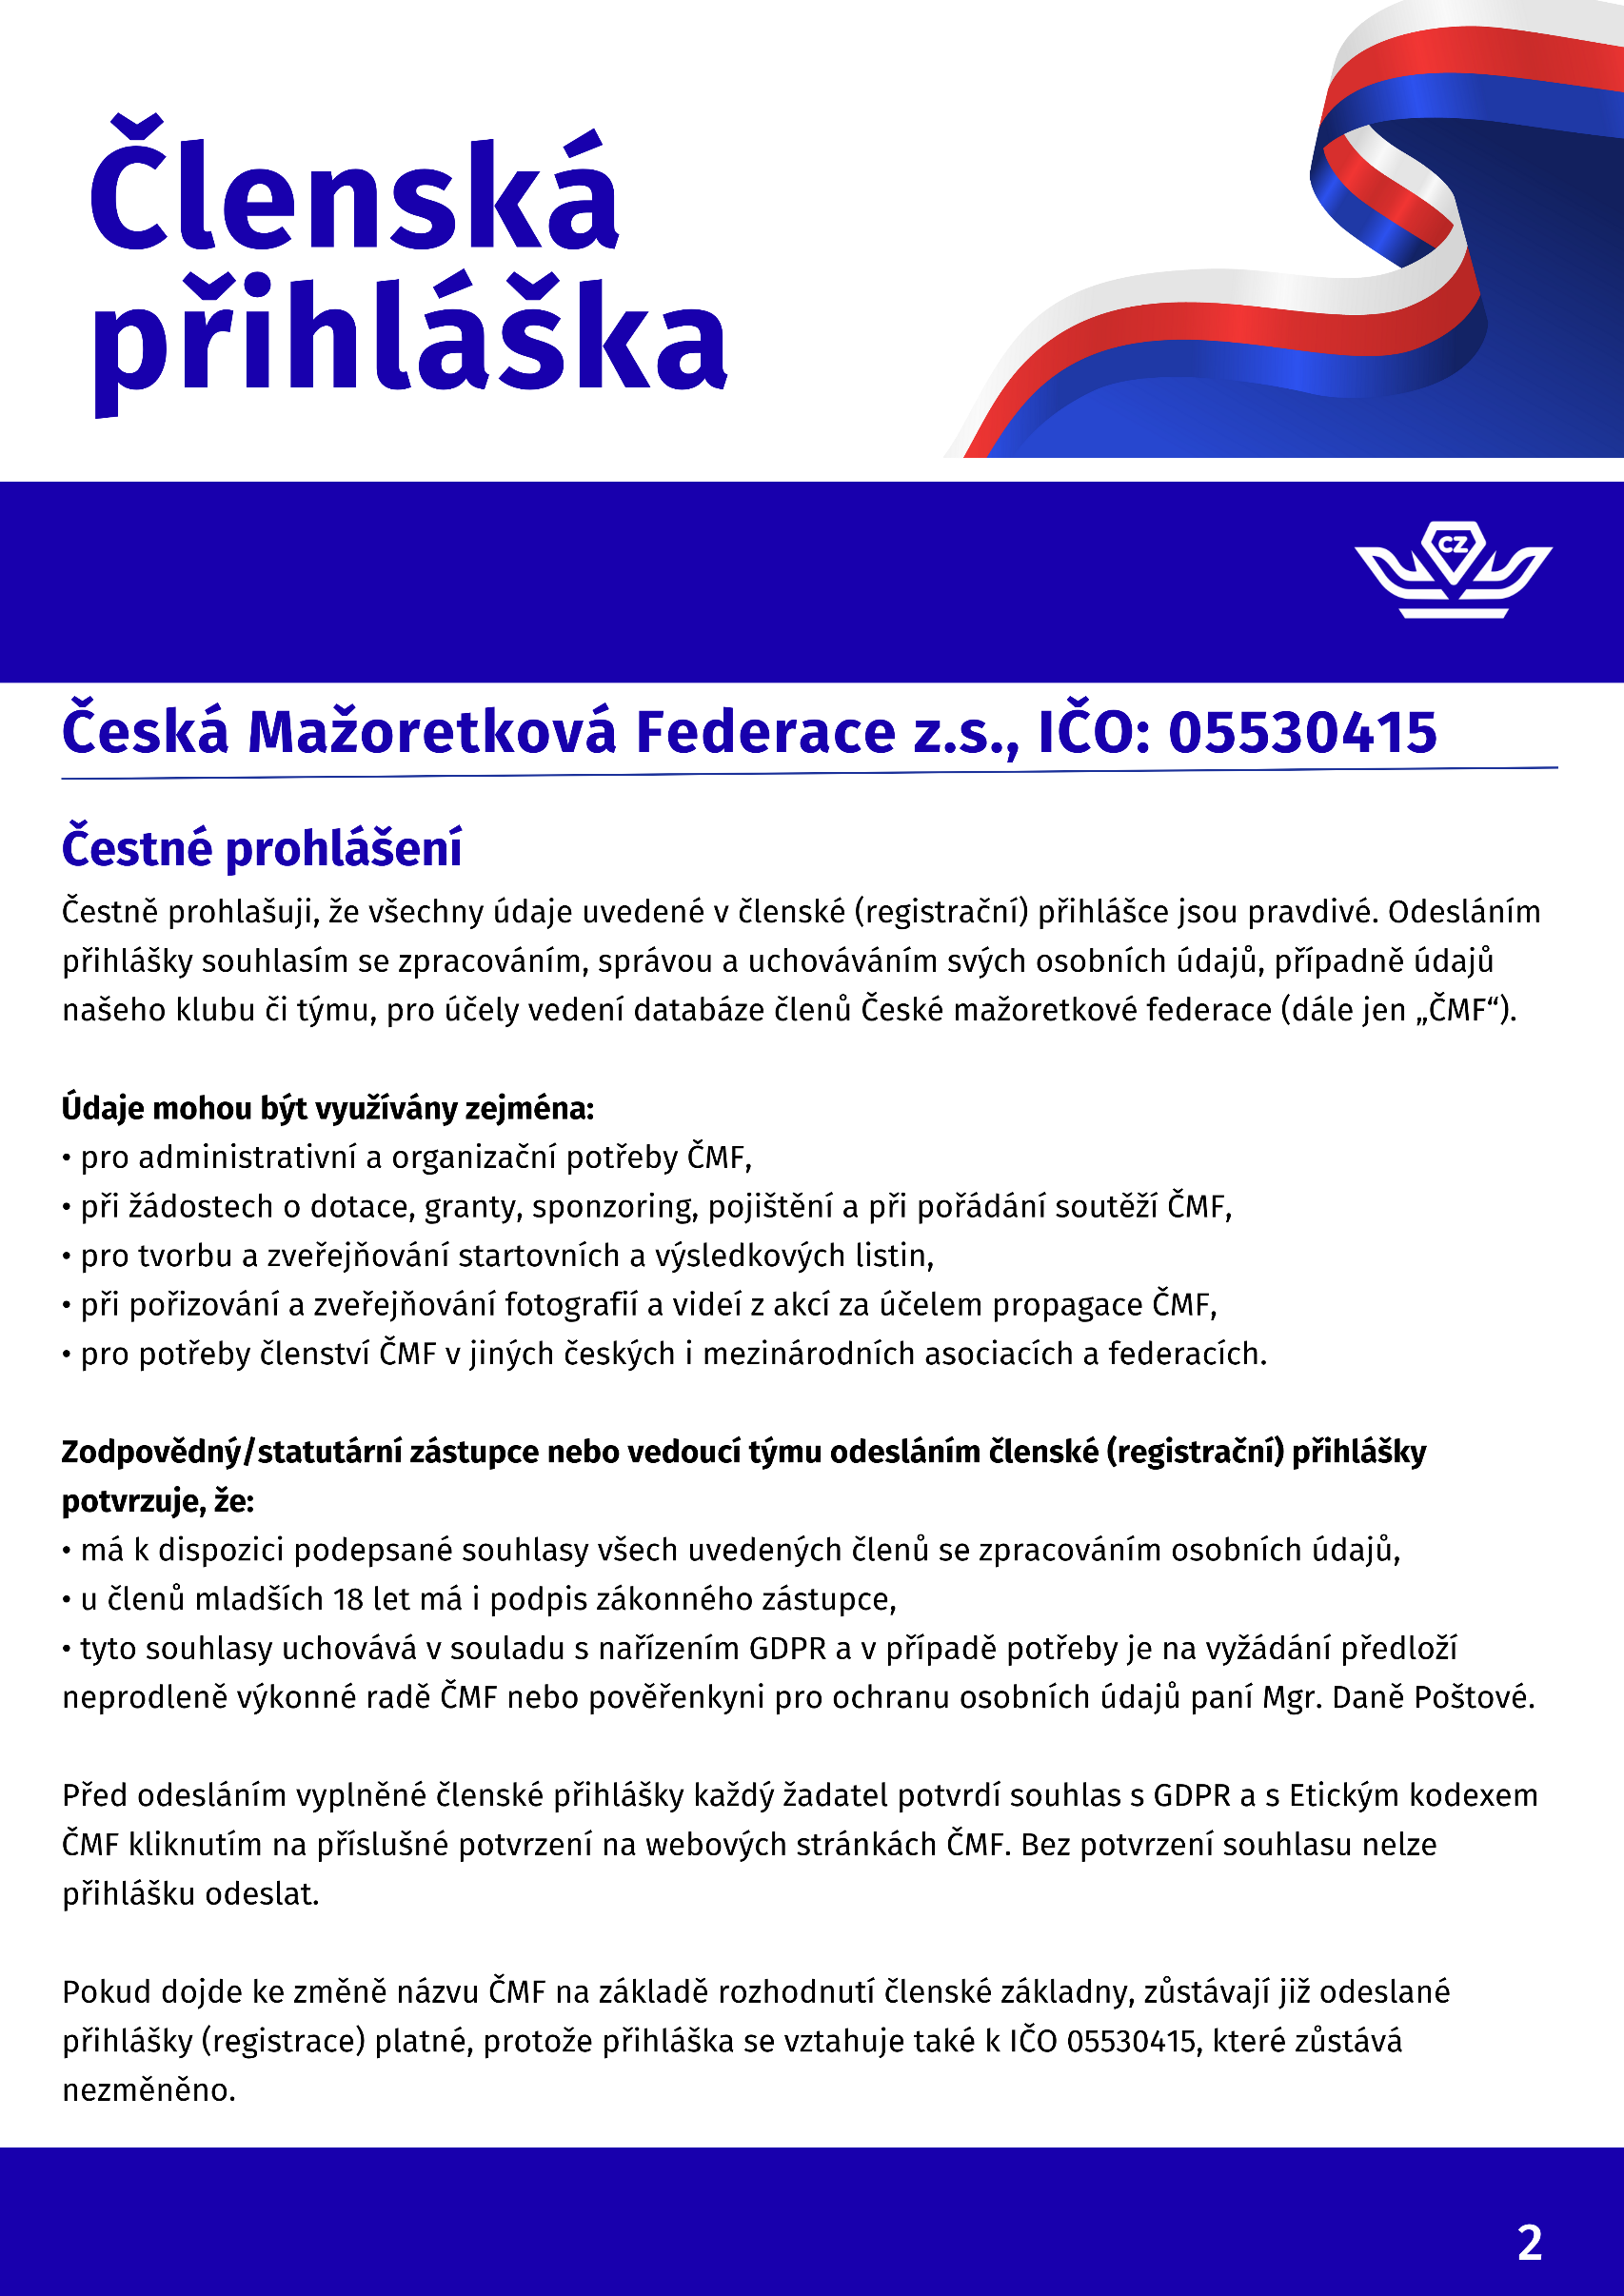 Členská
přihláška
CZ
Česká Mažoretková Federace z.s., IČO: 05530415
Čestné prohlášení
Čestně prohlašuji, že všechny údaje uvedené v členské (registrační) přihlášce jsou pravdivé. Odesláním
přihlášky souhlasím se zpracováním, správou a uchováváním svých osobních údajů, případně údajů
našeho klubu či týmu, pro účely vedení databáze členů České mažoretkové federace (dále jen „ČMF“).
Údaje mohou být využívány zejména:
• pro administrativní a organizační potřeby ČMF,
• při žádostech o dotace, granty, sponzoring, pojištění a při pořádání soutěží ČMF,
• pro tvorbu a zveřejňování startovních a výsledkových listin,
• při pořizování a zveřejňování fotografií a videí z akcí za účelem propagace ČMF,
• pro potřeby členství ČMF v jiných českých i mezinárodních asociacích a federacích.
Zodpovědný/statutární zástupce nebo vedoucí týmu odesláním členské (registrační) přihlášky
potvrzuje, že:
• má k dispozici podepsané souhlasy všech uvedených členů se zpracováním osobních údajů,
• u členů mladších 18 let má i podpis zákonného zástupce,
• tyto souhlasy uchovává v souladu s nařízením GDPR a v případě potřeby je na vyžádání předloží
neprodleně výkonné radě ČMF nebo pověřenkyni pro ochranu osobních údajů paní Mgr. Daně Poštové.
Před odesláním vyplněné členské přihlášky každý žadatel potvrdí souhlas s GDPR a s Etickým kodexem
ČMF kliknutím na příslušné potvrzení na webových stránkách ČMF. Bez potvrzení souhlasu nelze
přihlášku odeslat.
Pokud dojde ke změně názvu ČMF na základě rozhodnutí členské základny, zůstávají již odeslané
přihlášky (registrace) platné, protože přihláška se vztahuje také k IČO 05530415, které zůstává
nezměněno.
2